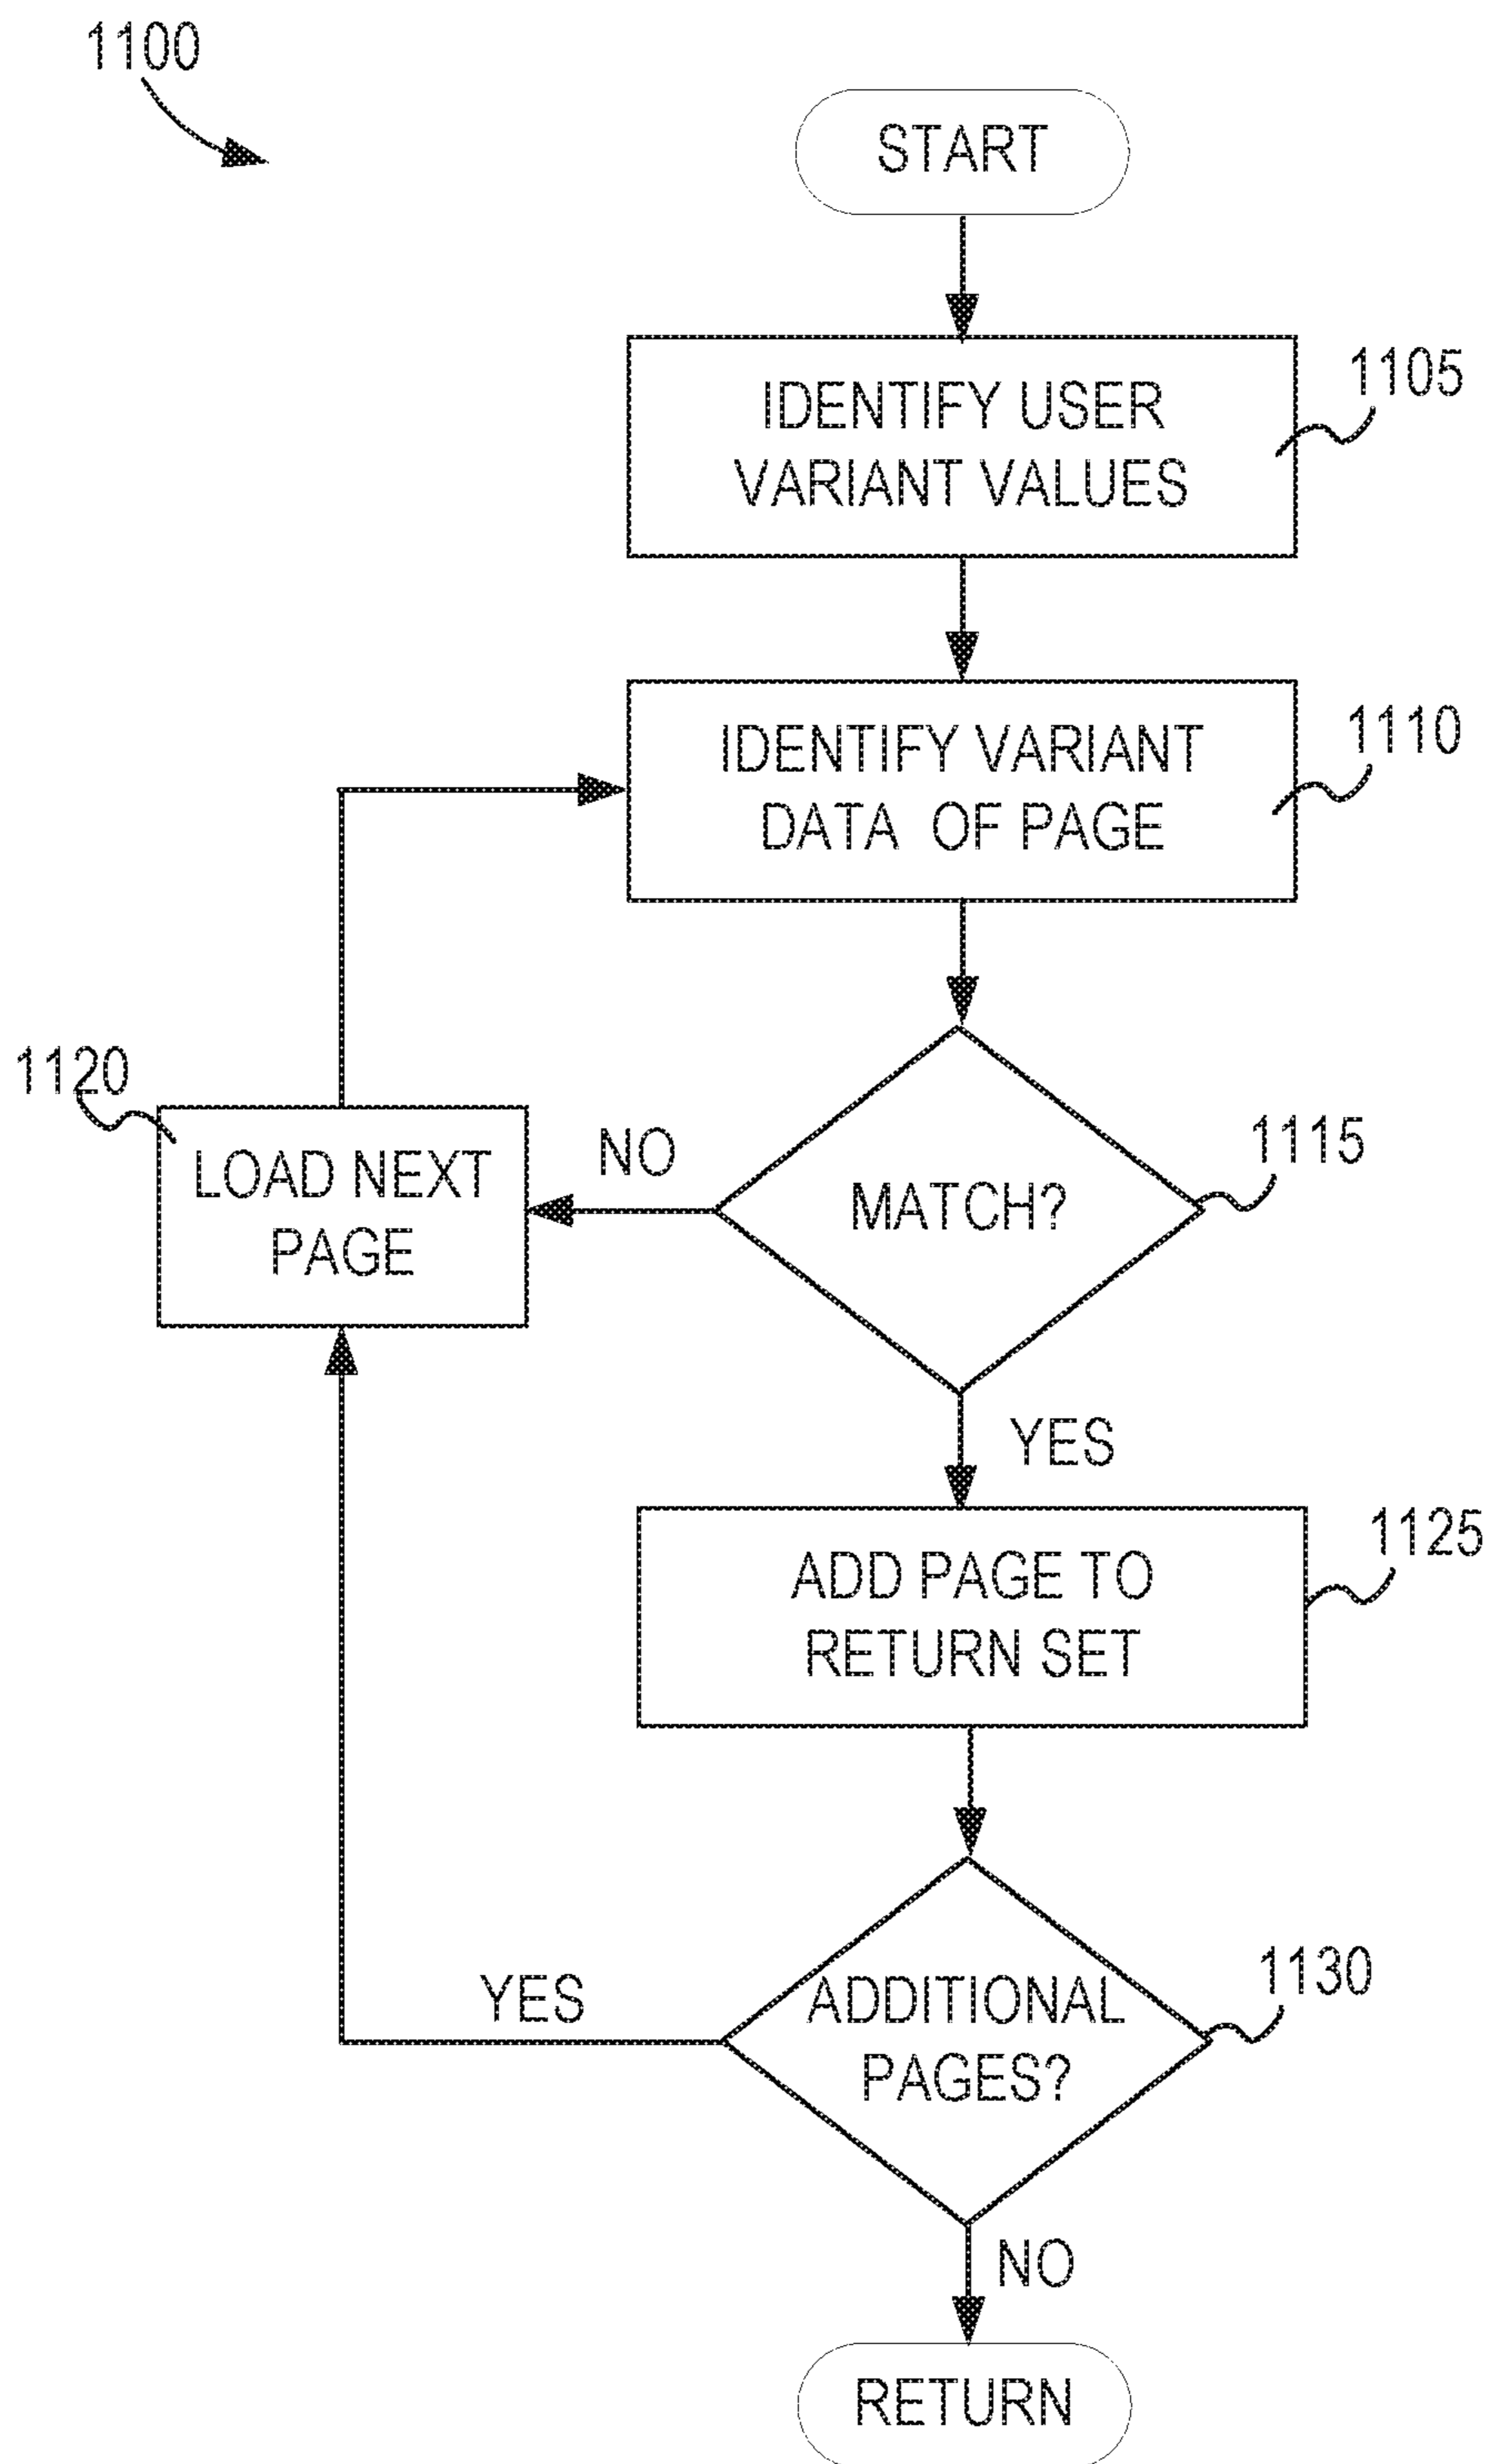 1100
START
IDENTIFY USER
VARIANT VALUES
1105
IDENTIFY VARIANT
DATA OF PAGE
1110
1120
LOAD NEXT
PAGE
NO
MATCH?
1115
YES
ADD PAGE TO
RETURN SET
1125
YES
ADDITIONAL
PAGES?
1130
NO
RETURN